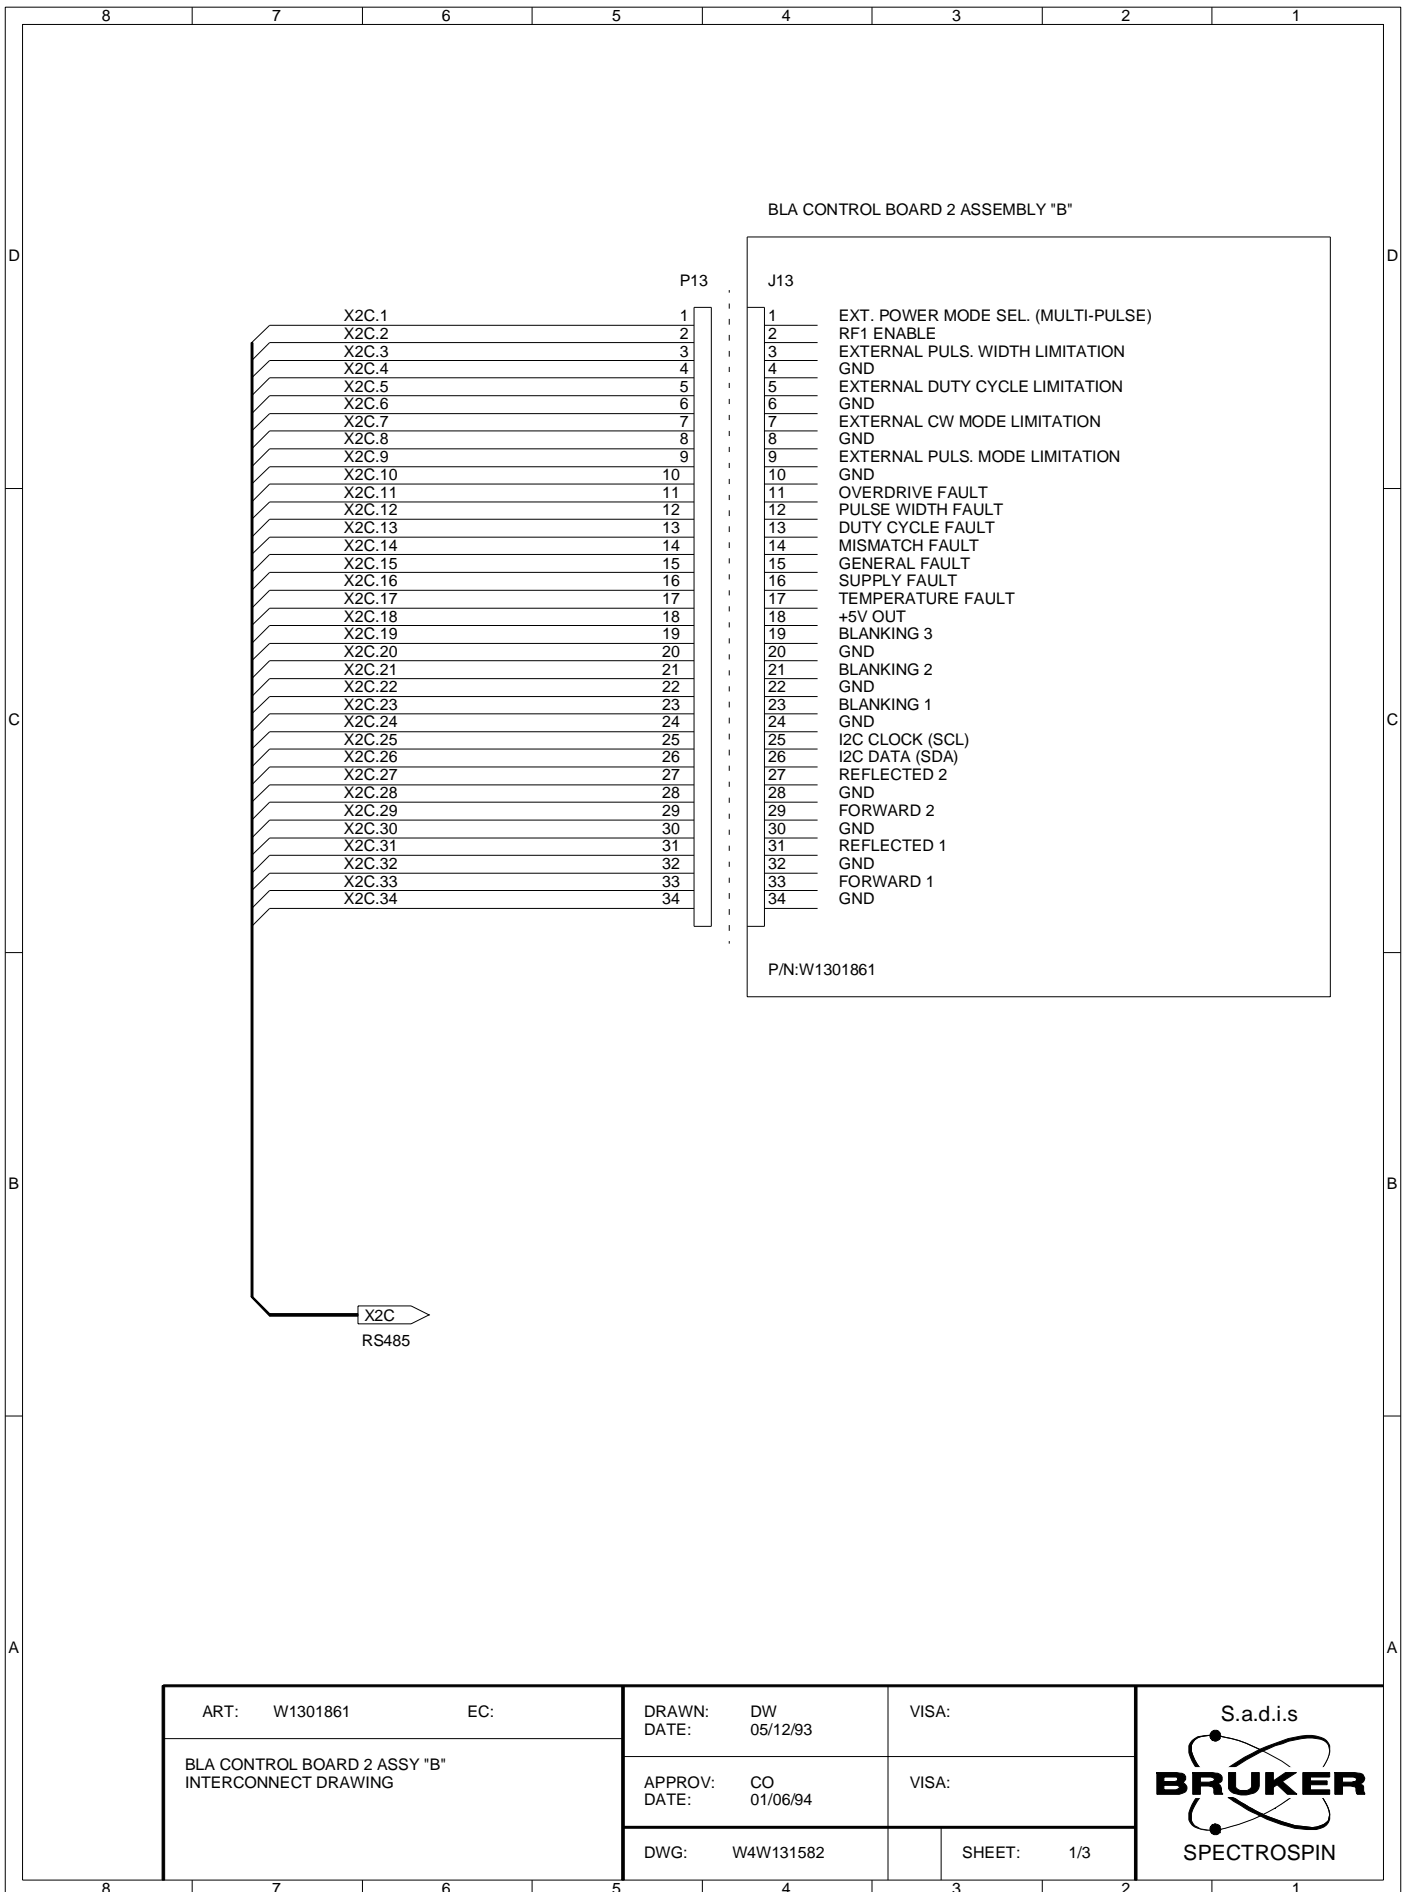 8 7 6 5 4 3 2 1
BLA CONTROL BOARD 2 ASSEMBLY "B"
D D
P13 J13
X2C.1 1 1 EXT. POWER MODE SEL. (MULTI-PULSE)
X2C.2 2 2 RF1 ENABLE
X2C.3 3 3 EXTERNAL PULS. WIDTH LIMITATION
X2C.4 4 4 GND
X2C.5 5 5 EXTERNAL DUTY CYCLE LIMITATION
X2C.6 6 6 GND
X2C.7 7 7 EXTERNAL CW MODE LIMITATION
X2C.8 8 8 GND
X2C.9 9 9 EXTERNAL PULS. MODE LIMITATION
X2C.10 10 10 GND
X2C.11 11 11 OVERDRIVE FAULT
X2C.12 12 12 PULSE WIDTH FAULT
X2C.13 13 13 DUTY CYCLE FAULT
X2C.14 14 14 MISMATCH FAULT
X2C.15 15 15 GENERAL FAULT
X2C.16 16 16 SUPPLY FAULT
X2C.17 17 17 TEMPERATURE FAULT
X2C.18 18 18 +5V OUT
X2C.19 19 19 BLANKING 3
X2C.20 20 20 GND
X2C.21 21 21 BLANKING 2
X2C.22 22 22 GND
X2C.23 23 23 BLANKING 1
C C
X2C.24 24 24 GND
X2C.25 25 25 I2C CLOCK (SCL)
X2C.26 26 26 I2C DATA (SDA)
X2C.27 27 27 REFLECTED 2
X2C.28 28 28 GND
X2C.29 29 29 FORWARD 2
X2C.30 30 30 GND
X2C.31 31 31 REFLECTED 1
X2C.32 32 32 GND
X2C.33 33 33 FORWARD 1
X2C.34 34 34 GND
P/N:W1301861
B B
X2C
RS485
A A
ART: W1301861 EC:
BLA CONTROL BOARD 2 ASSY "B"
INTERCONNECT DRAWING
DRAWN: DW
DATE: 05/12/93
VISA:
APPROV: CO
DATE: 01/06/94
VISA:
DWG: W4W131582
SHEET: 1/3
S.a.d.i.s
BRUKER
SPECTROSPIN
8 7 6 5 4 3 2 1